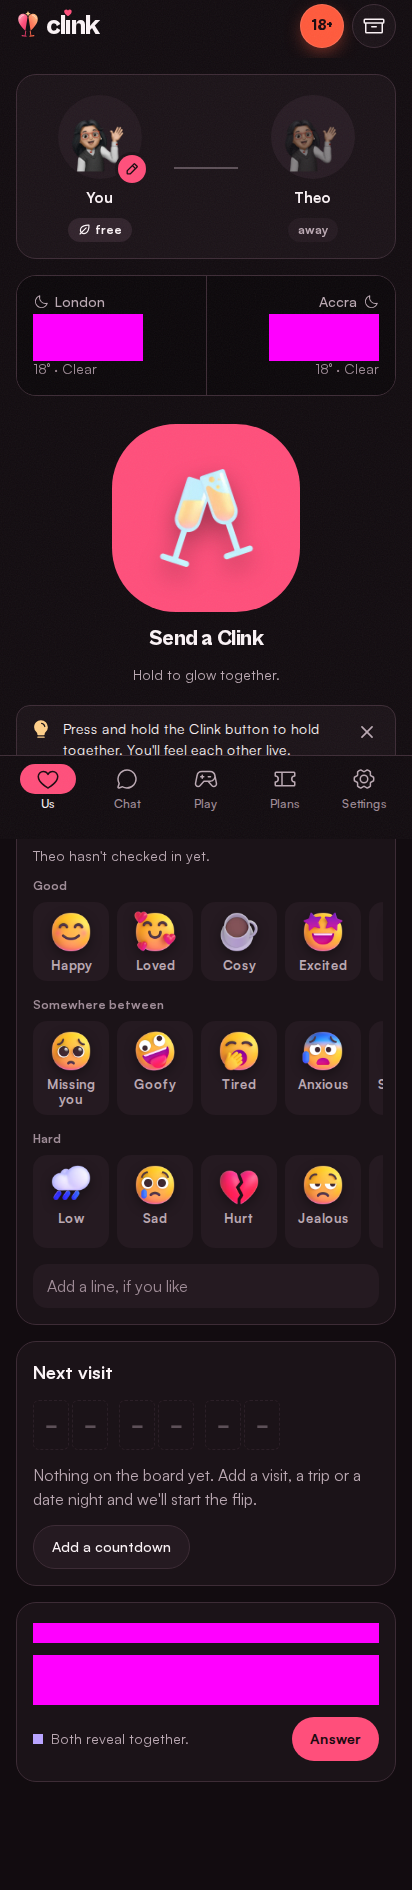 clink
18+
You
Theo
free
away
London
Accra
18° · Clear
18° · Clear
Send a Clink
Hold to glow together.
Press and hold the Clink button to hold
together. You'll feel each other live.
Us
Chat
Play
Plans
Settings
Theo hasn't checked in yet.
Good
Happy
Loved
Cosy
Excited
Somewhere between
Missing you
Goofy
Tired
Anxious
S
Hard
Low
Sad
Hurt
Jealous
Add a line, if you like
Next visit
– – – – – –
Nothing on the board yet. Add a visit, a trip or a
date night and we'll start the flip.
Add a countdown
Both reveal together.
Answer